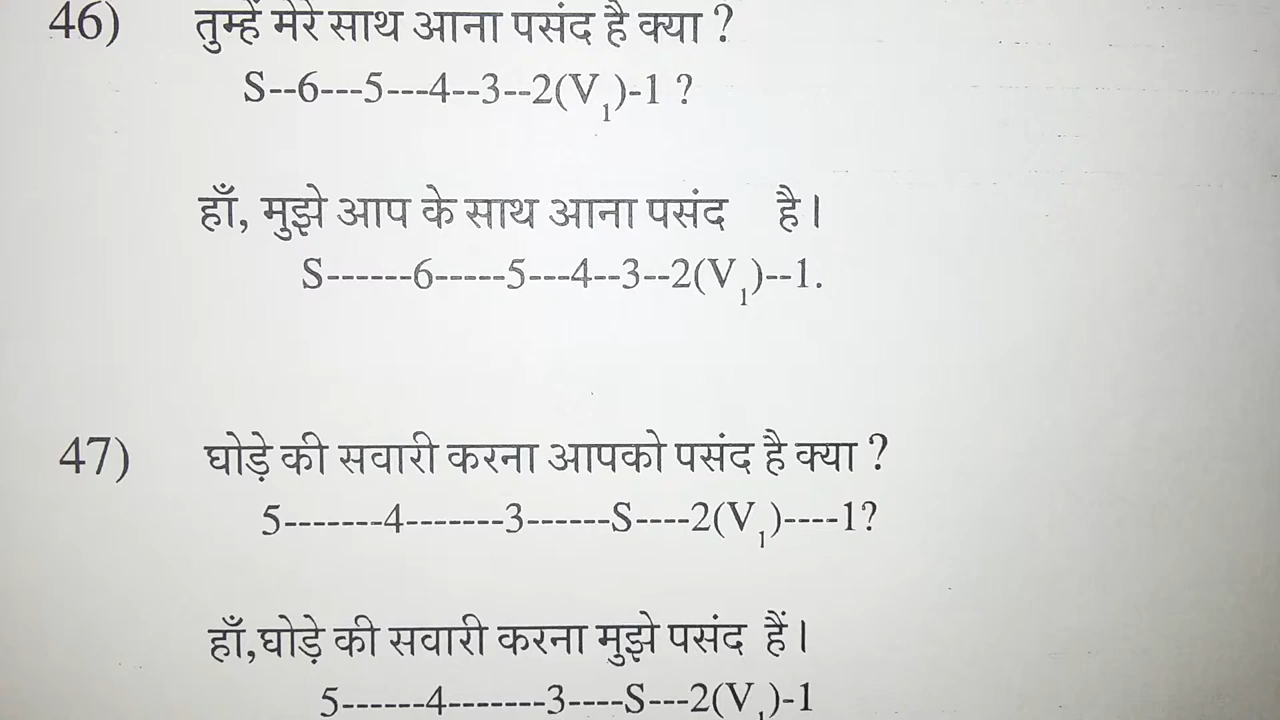 46) तुम्हें मेरे साथ आना पसंद है क्या ?
S--6---5---4--3--2(V1)-1 ?
हाँ, मुझे आप के साथ आना पसंद है।
S------6-----5---4--3--2(V1)--1.
47) घोड़े की सवारी करना आपको पसंद है क्या ?
5-------4-------3------S----2(V1)----1?
हाँ,घोड़े की सवारी करना मुझे पसंद हैं।
5------4-------3----S---2(V1)-1